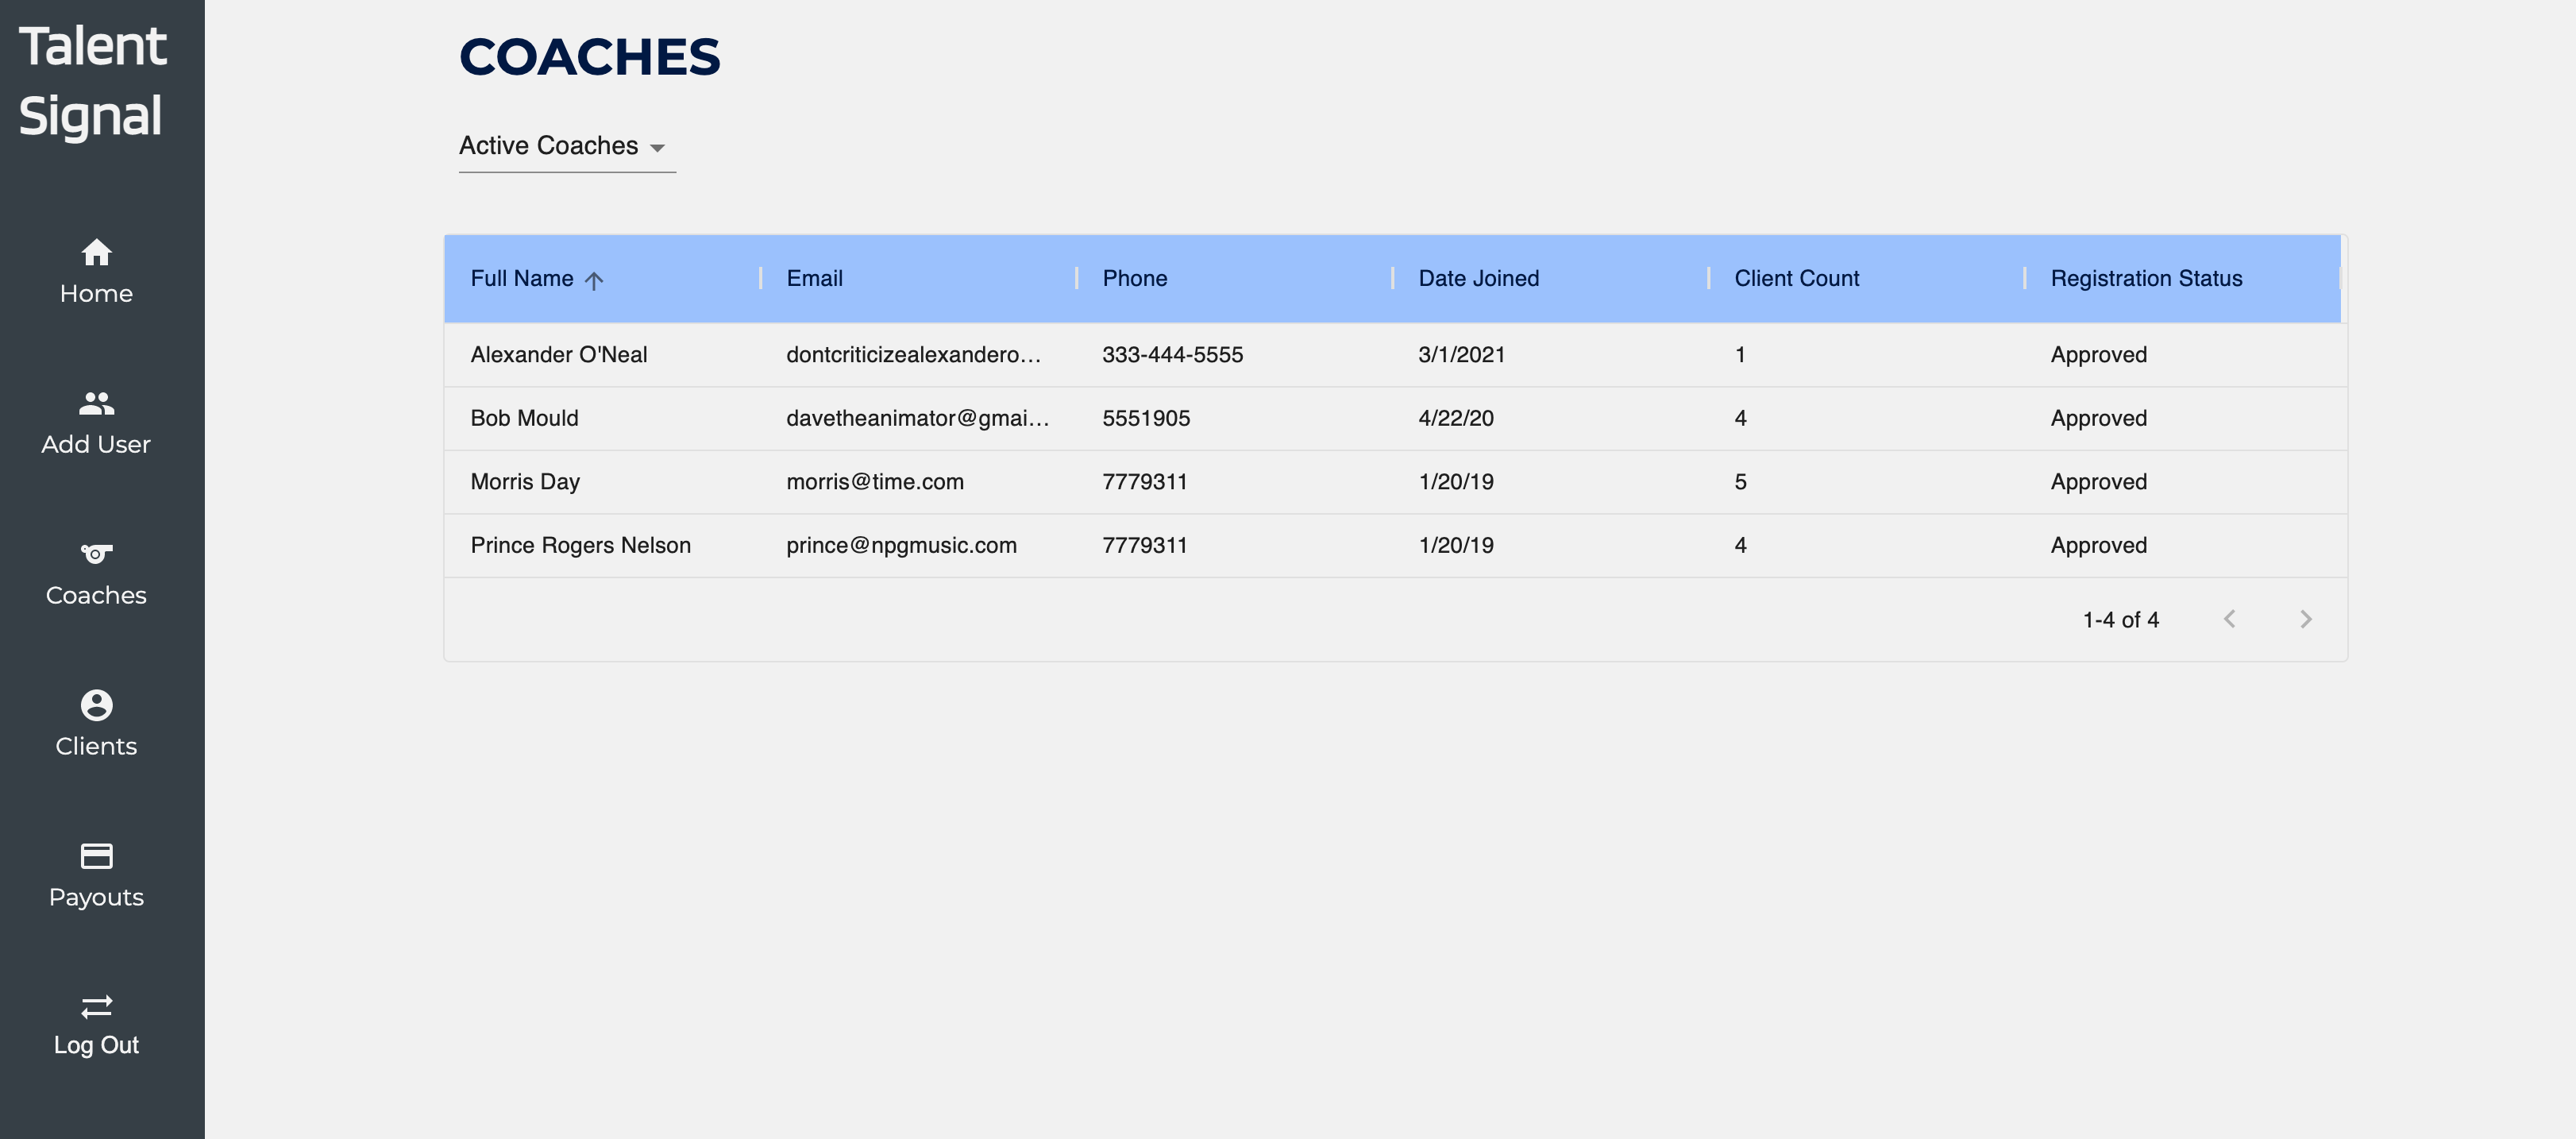 Talent
Signal
Home
Add User
Coaches
Clients
Payouts
Log Out
COACHES
Active Coaches
Full Name Email Phone Date Joined Client Count Registration Status
Alexander O'Neal dontcriticizealexandero... 333-444-5555 3/1/2021 1 Approved
Bob Mould davetheanimator@gmai... 5551905 4/22/20 4 Approved
Morris Day morris@time.com 7779311 1/20/19 5 Approved
Prince Rogers Nelson prince@npgmusic.com 7779311 1/20/19 4 Approved
1-4 of 4